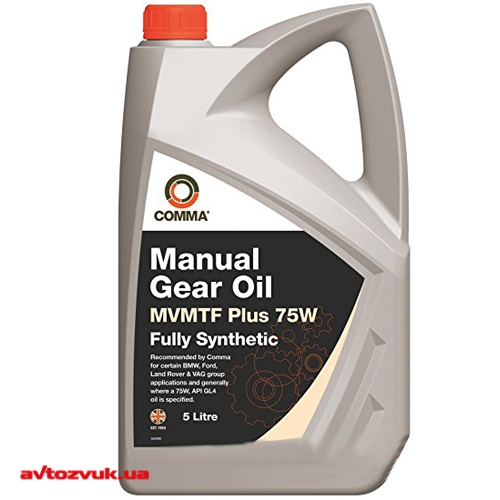 COMMA
Manual
Gear Oil
MVMTF Plus 75W
Fully Synthetic
Recommended by Comma
for certain BMW, Ford,
Land Rover & VAG group
applications and generally
where a 75W, API GL4
oil is specified.
5 Litre
avtozvuk.ua